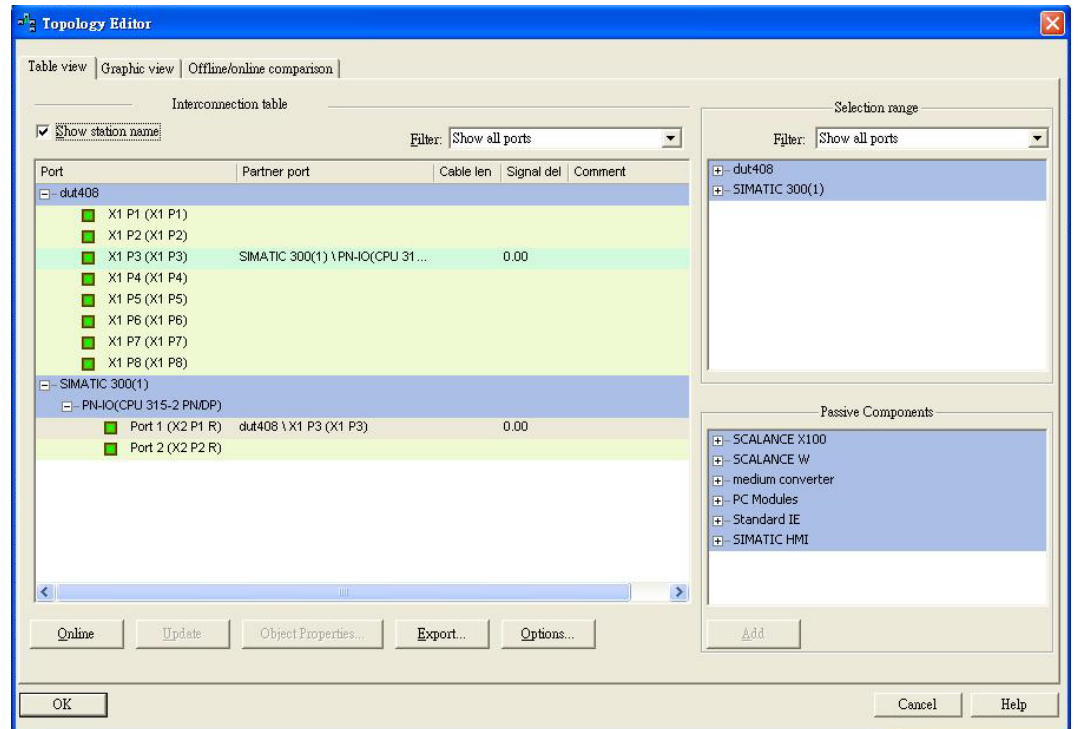 Topology Editor
Table view Graphic view Offline/online comparison
Interconnection table
Show station name
Filter: Show all ports
Port Partner port Cable len Signal del Comment
dut408
X1 P1 (X1 P1)
X1 P2 (X1 P2)
X1 P3 (X1 P3) SIMATIC 300(1) \ PN-IO(CPU 31... 0.00
X1 P4 (X1 P4)
X1 P5 (X1 P5)
X1 P6 (X1 P6)
X1 P7 (X1 P7)
X1 P8 (X1 P8)
SIMATIC 300(1)
PN-IO(CPU 315-2 PN/DP)
Port 1 (X2 P1 R) dut408 \ X1 P3 (X1 P3) 0.00
Port 2 (X2 P2 R)
Online Update Object Properties... Export... Options...
Selection range
Filter: Show all ports
dut408
SIMATIC 300(1)
Passive Components
SCALANCE X100
SCALANCE W
medium converter
PC Modules
Standard IE
SIMATIC HMI
Add
OK Cancel Help